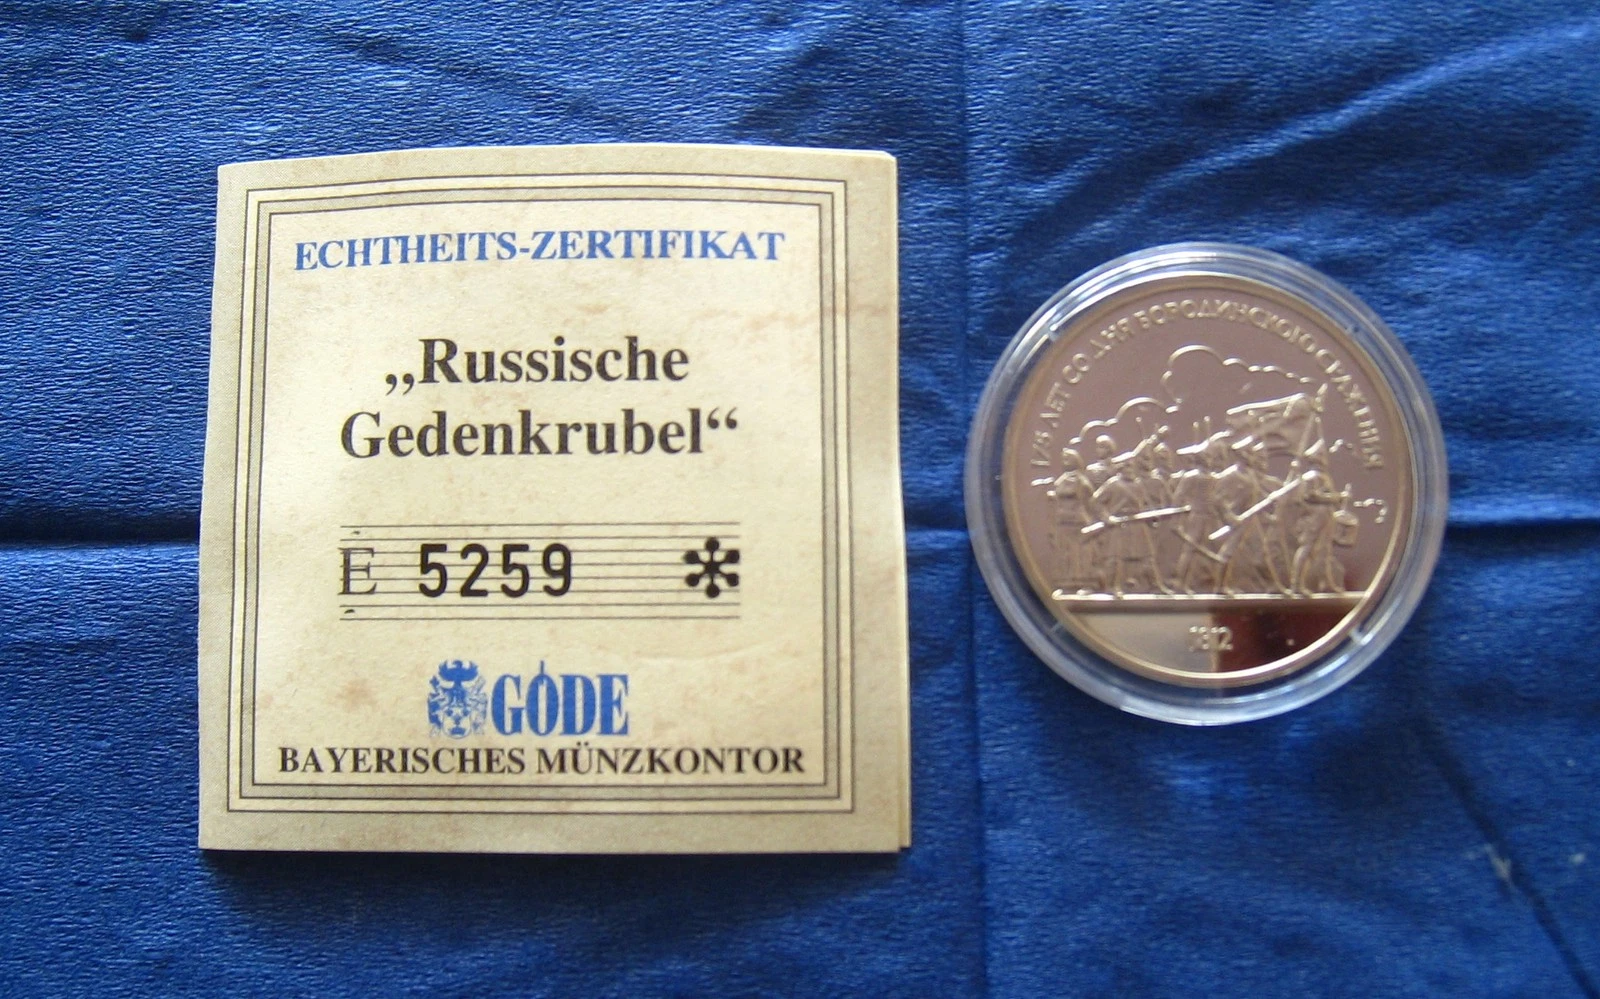 ECHTHEITS-ZERTIFIKAT
„Russische
Gedenkrubel“
E 5259
GÖDE
BAYERISCHES MÜNZKONTOR
175 ЛЕТ СО ДНЯ БОРОДИНСКОГО СРАЖЕНИЯ
1812